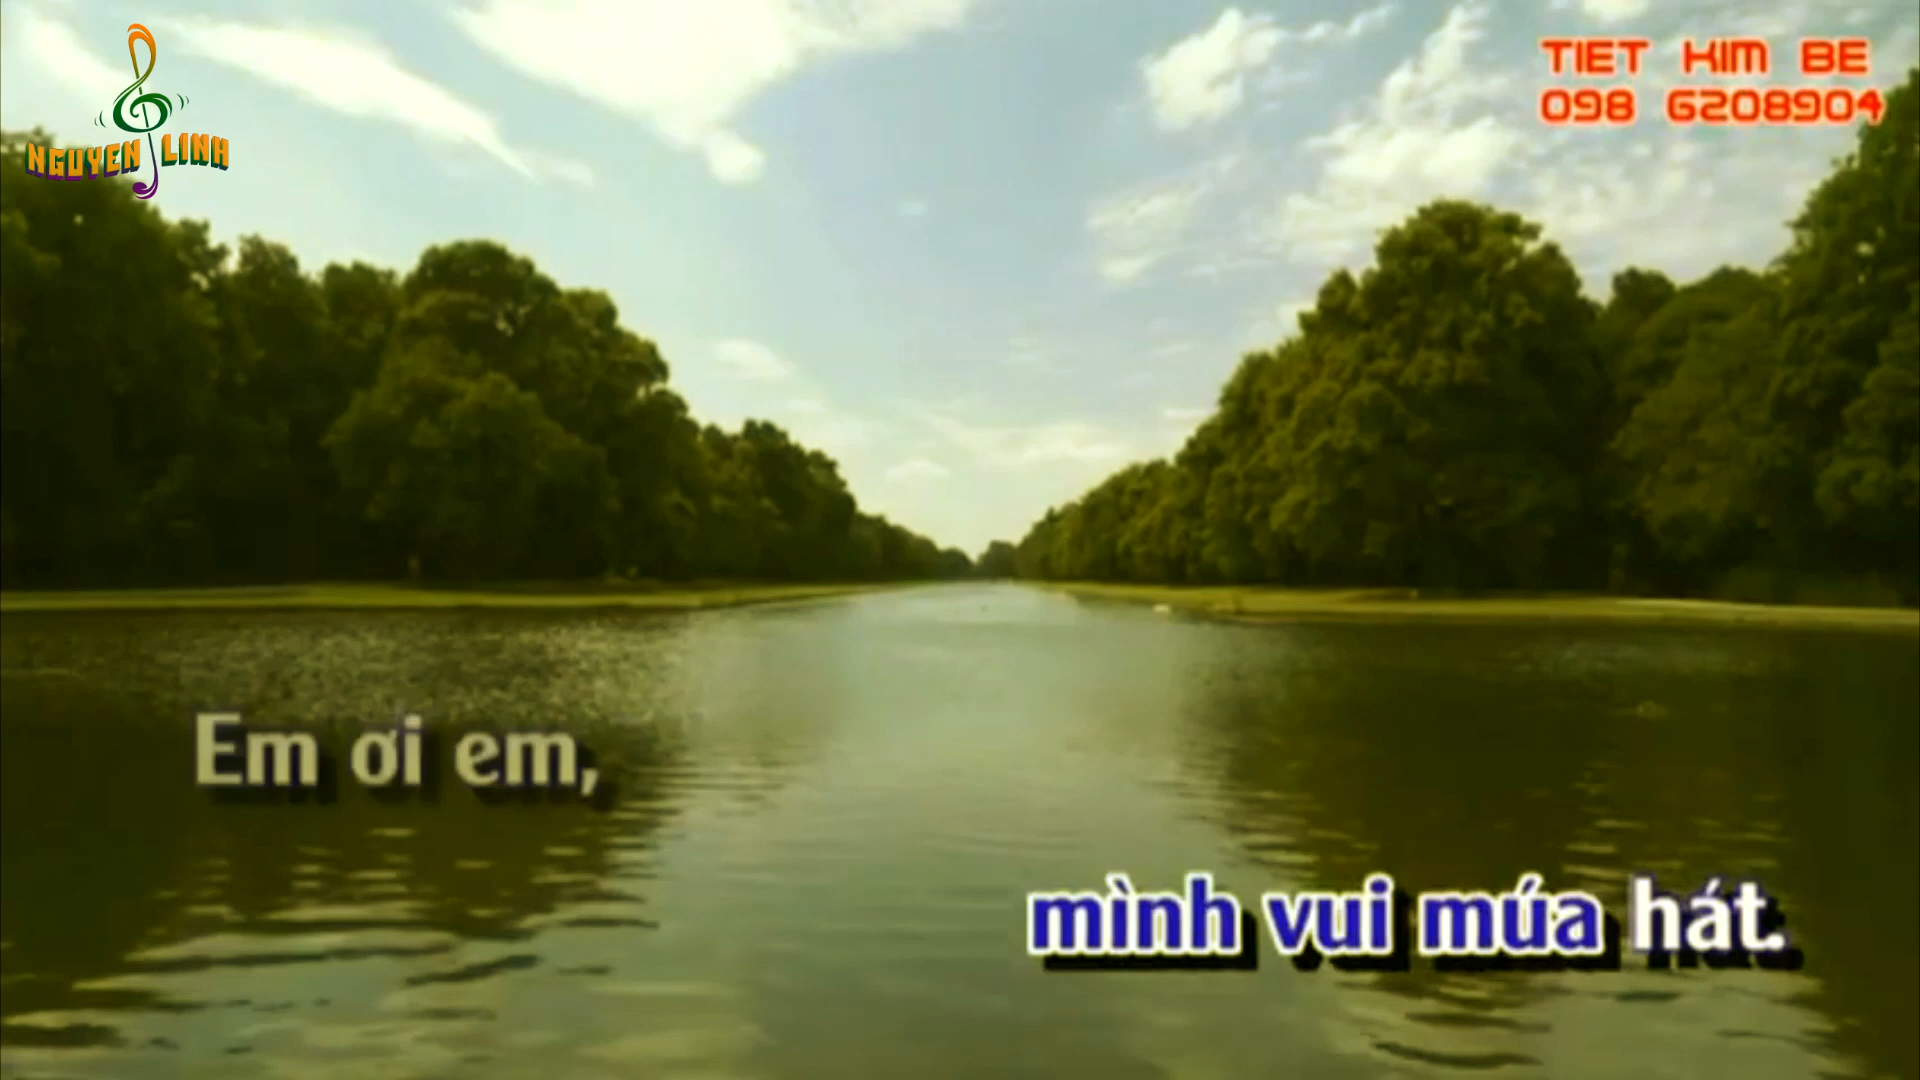 NGUYEN LINH
TIET KIM BE
098 6208904
Em ơi em,
mình vui múa hát.